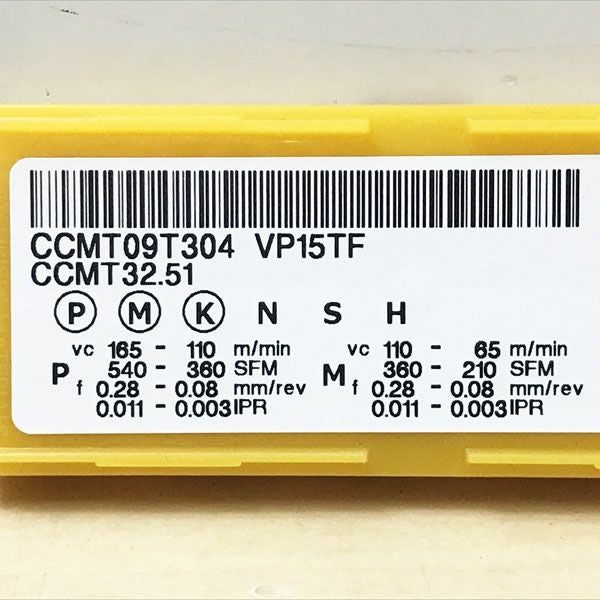 CCMT09T304 VP15TF
CCMT32.51
P M K N S H
P
vc 165 - 110 m/min
540 - 360 SFM
f 0.28 - 0.08 mm/rev
0.011 - 0.003 IPR
M
vc 110 - 65 m/min
360 - 210 SFM
f 0.28 - 0.08 mm/rev
0.011 - 0.003 IPR